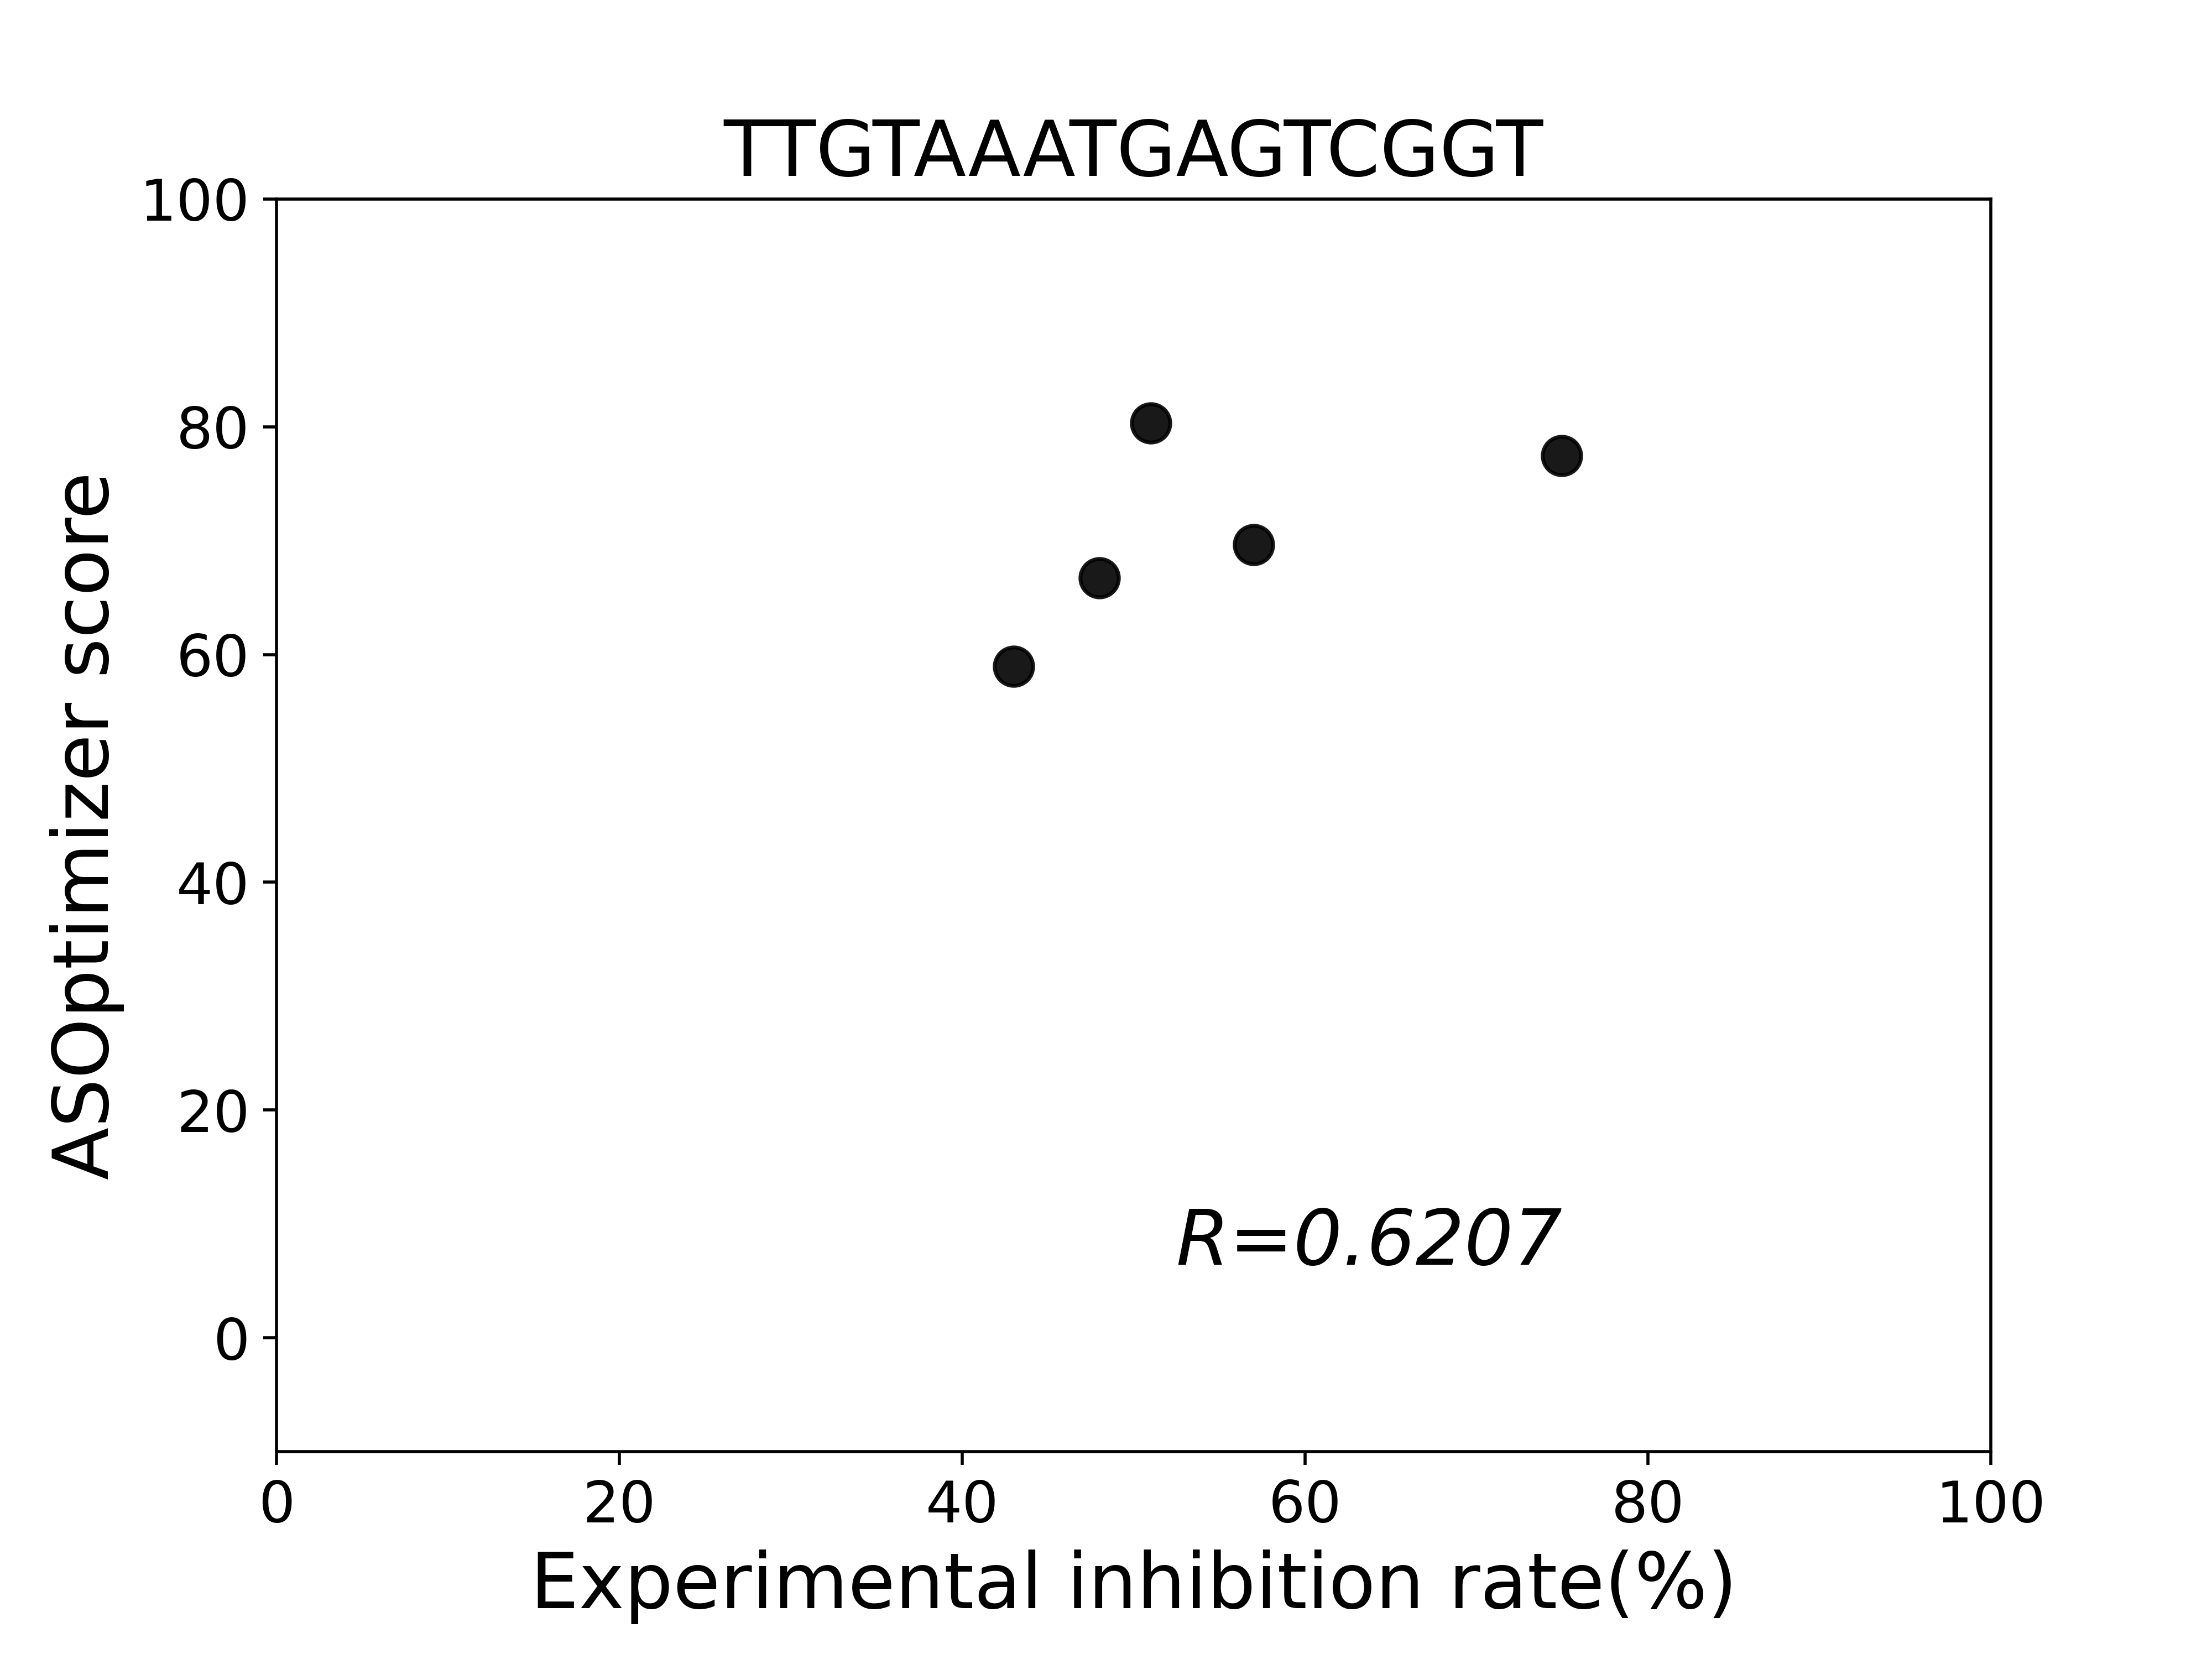 TTGTAAATGAGTCGGT
100
80
60
40
20
0
ASOptimizer score
R=0.6207
0 20 40 60 80 100
Experimental inhibition rate(%)